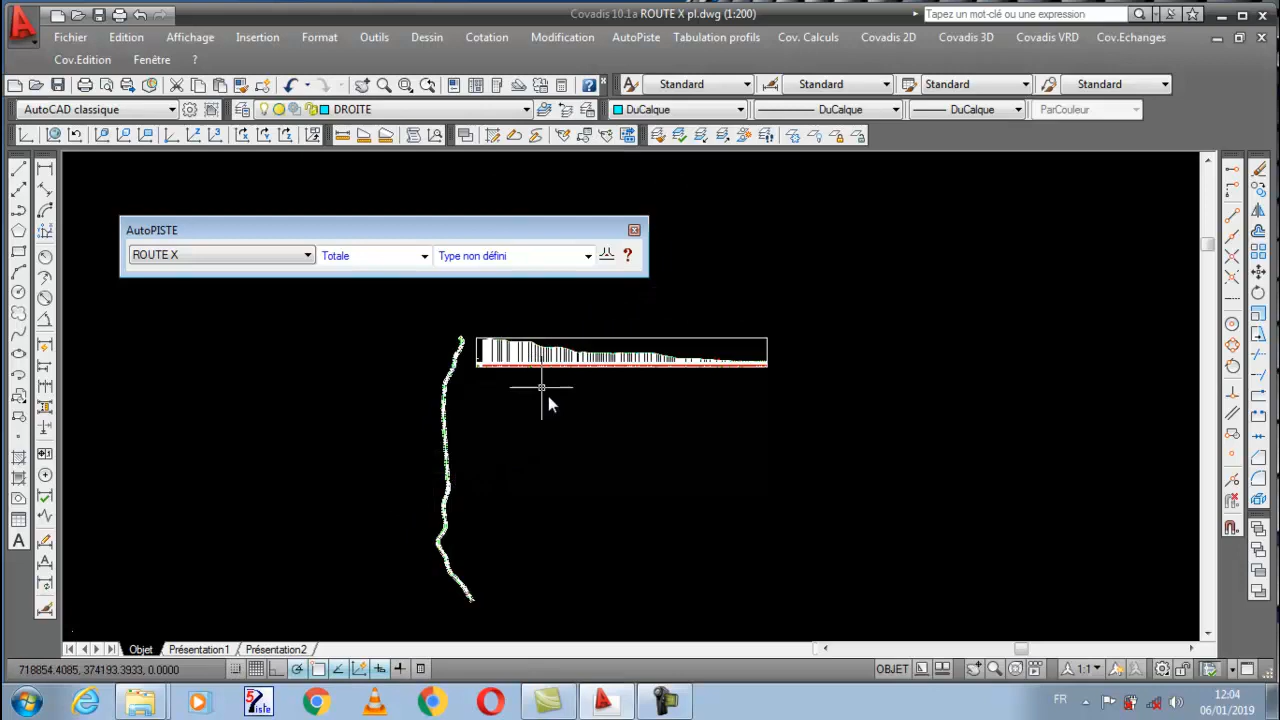 Covadis 10.1a ROUTE X pl.dwg (1:200)
Tapez un mot-clé ou une expression
Fichier Edition Affichage Insertion Format Outils Dessin Cotation Modification AutoPiste Tabulation profils Cov. Calculs Covadis 2D Covadis 3D Covadis VRD Cov.Echanges
Cov.Edition Fenêtre ?
Standard Standard Standard Standard
AutoCAD classique DROITE DuCalque DuCalque DuCalque ParCouleur
AutoPISTE
ROUTE X Totale Type non défini ?
Objet Présentation1 Présentation2
718854.4085, 374193.3933, 0.0000 OBJET 1:1
FR 12:04
06/01/2019